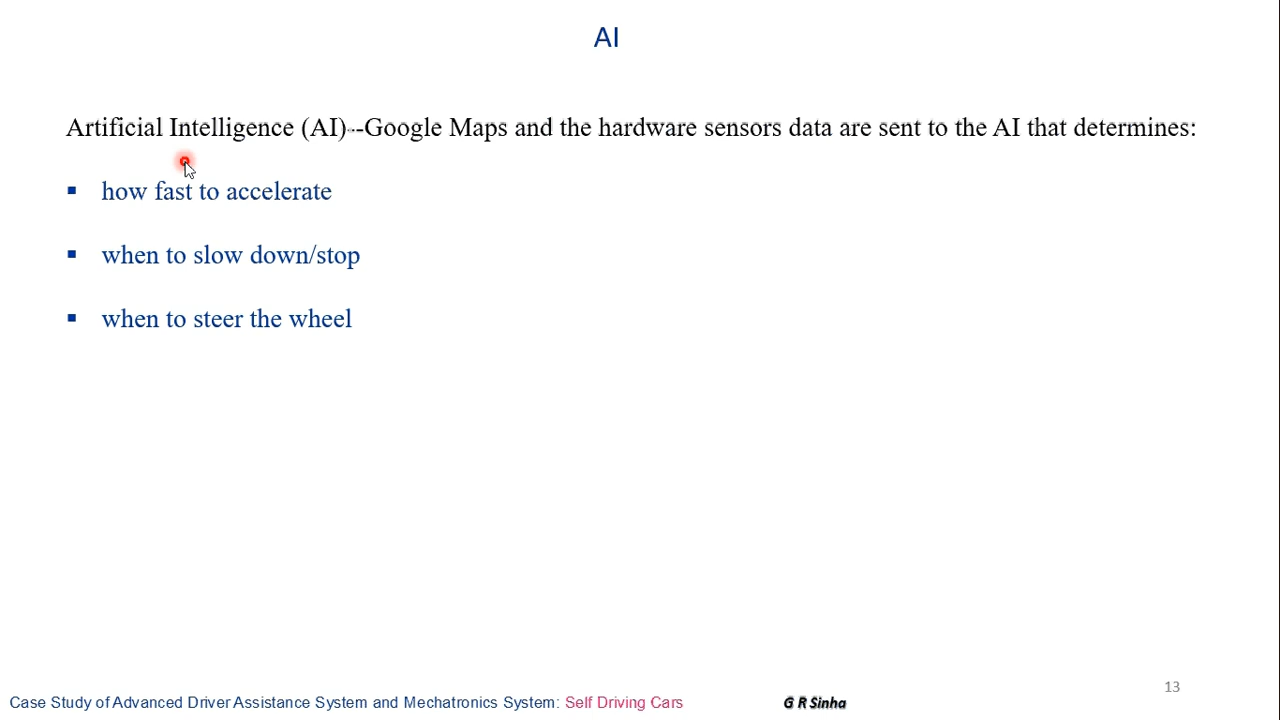 AI
Artificial Intelligence (AI)--Google Maps and the hardware sensors data are sent to the AI that determines:
▪ how fast to accelerate
▪ when to slow down/stop
▪ when to steer the wheel
13
Case Study of Advanced Driver Assistance System and Mechatronics System: Self Driving Cars G R Sinha